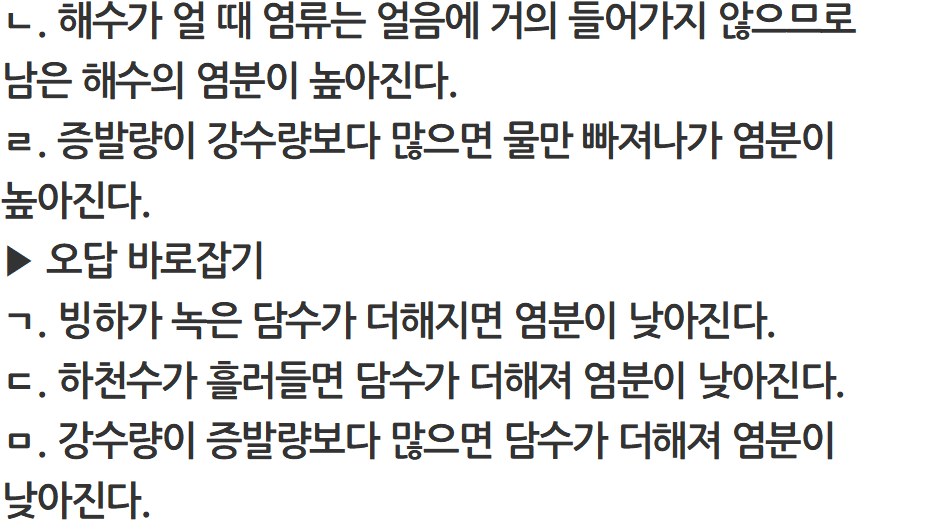 ㄴ. 해수가 얼 때 염류는 얼음에 거의 들어가지 않으므로
남은 해수의 염분이 높아진다.
ㄹ. 증발량이 강수량보다 많으면 물만 빠져나가 염분이
높아진다.
▶ 오답 바로잡기
ㄱ. 빙하가 녹은 담수가 더해지면 염분이 낮아진다.
ㄷ. 하천수가 흘러들면 담수가 더해져 염분이 낮아진다.
ㅁ. 강수량이 증발량보다 많으면 담수가 더해져 염분이
낮아진다.